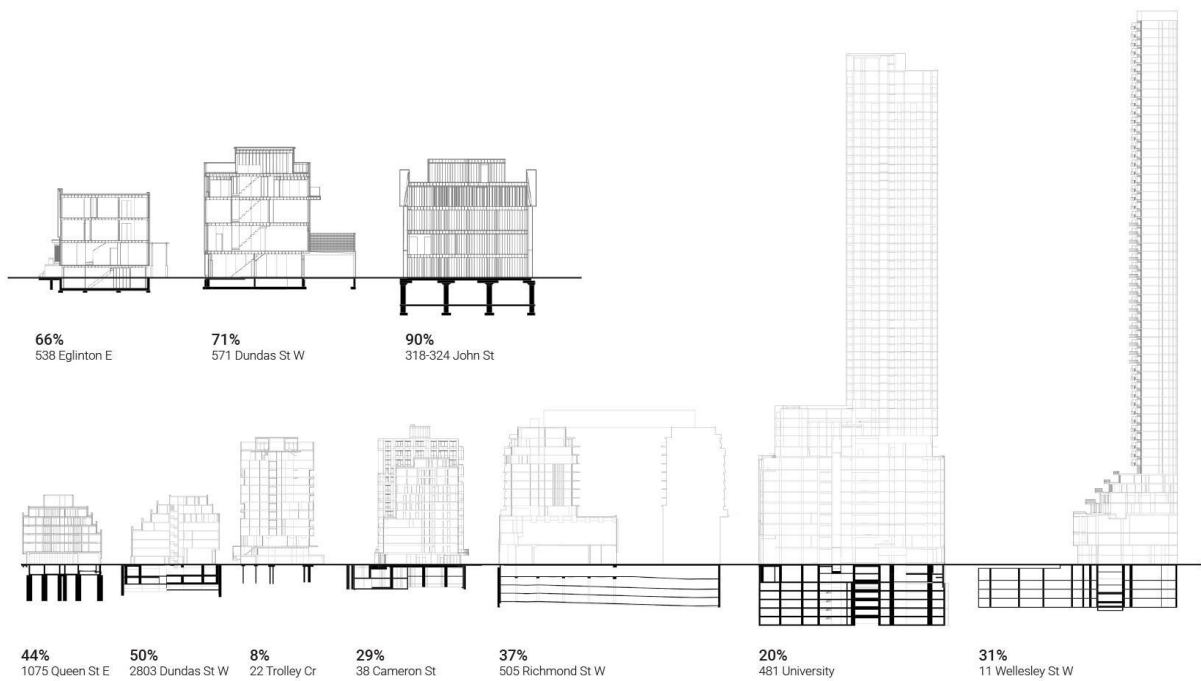 66%
538 Eglinton E
71%
571 Dundas St W
90%
318-324 John St
44%
1075 Queen St E
50%
2803 Dundas St W
8%
22 Trolley Cr
29%
38 Cameron St
37%
505 Richmond St W
20%
481 University
31%
11 Wellesley St W